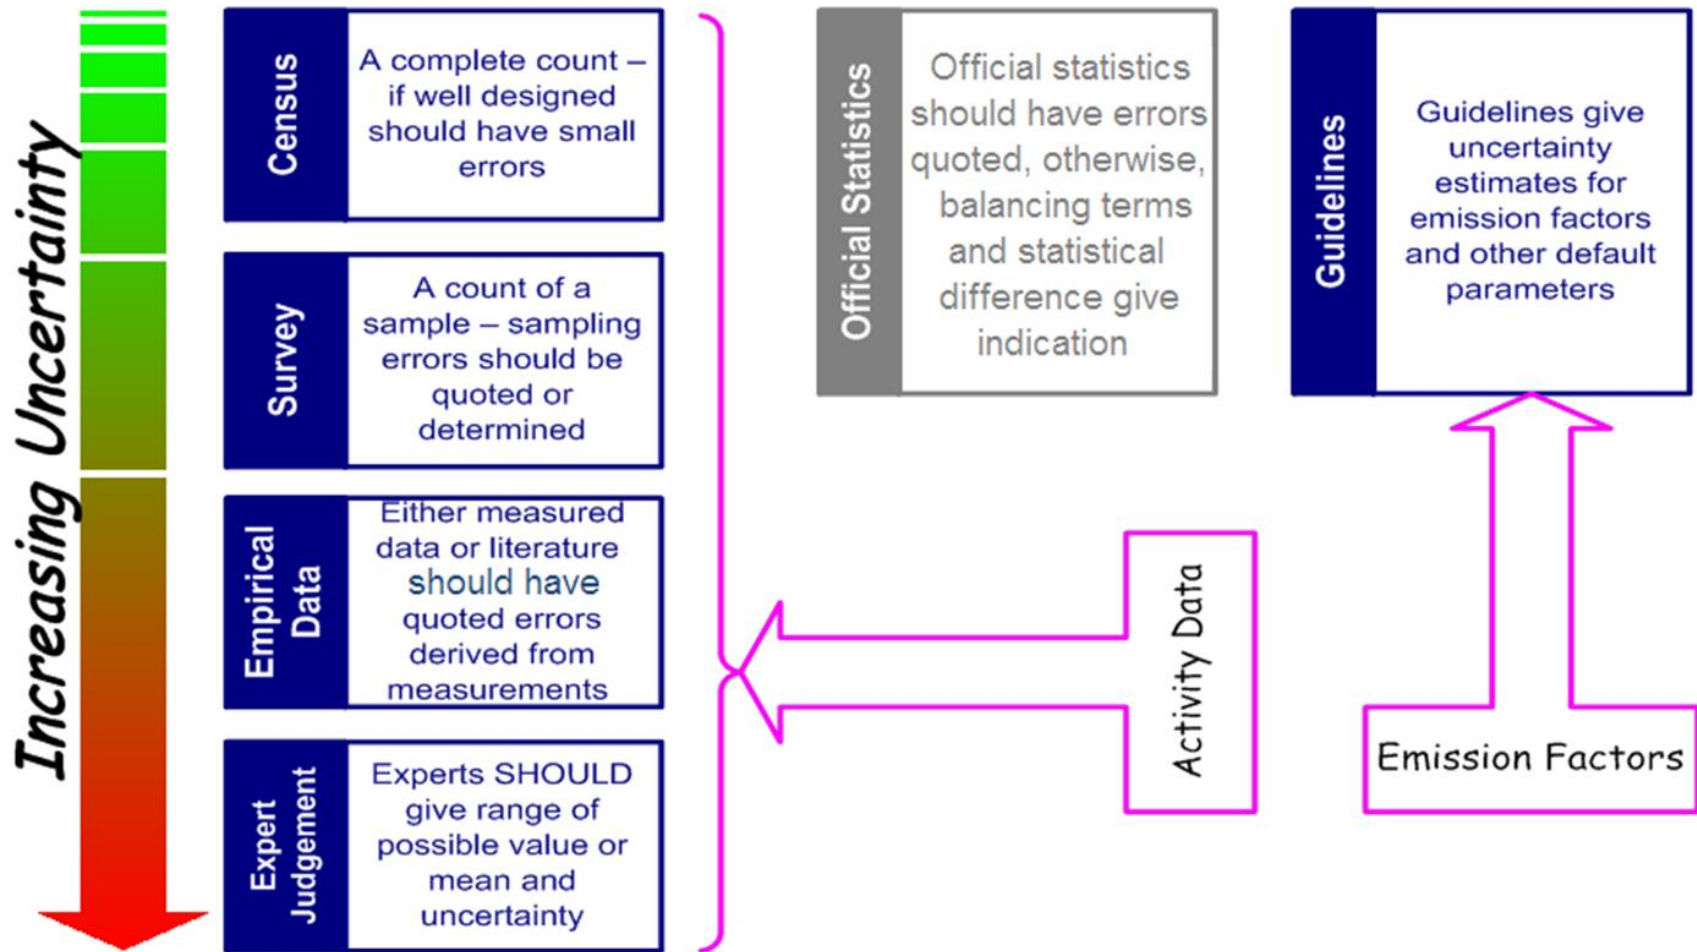 Increasing Uncertainty
Census
A complete count –
if well designed
should have small
errors
Survey
A count of a
sample – sampling
errors should be
quoted or
determined
Empirical
Data
Either measured
data or literature
should have
quoted errors
derived from
measurements
Expert
Judgement
Experts SHOULD
give range of
possible value or
mean and
uncertainty
Official Statistics
Official statistics
should have errors
quoted, otherwise,
balancing terms
and statistical
difference give
indication
Guidelines
Guidelines give
uncertainty
estimates for
emission factors
and other default
parameters
Activity Data
Emission Factors